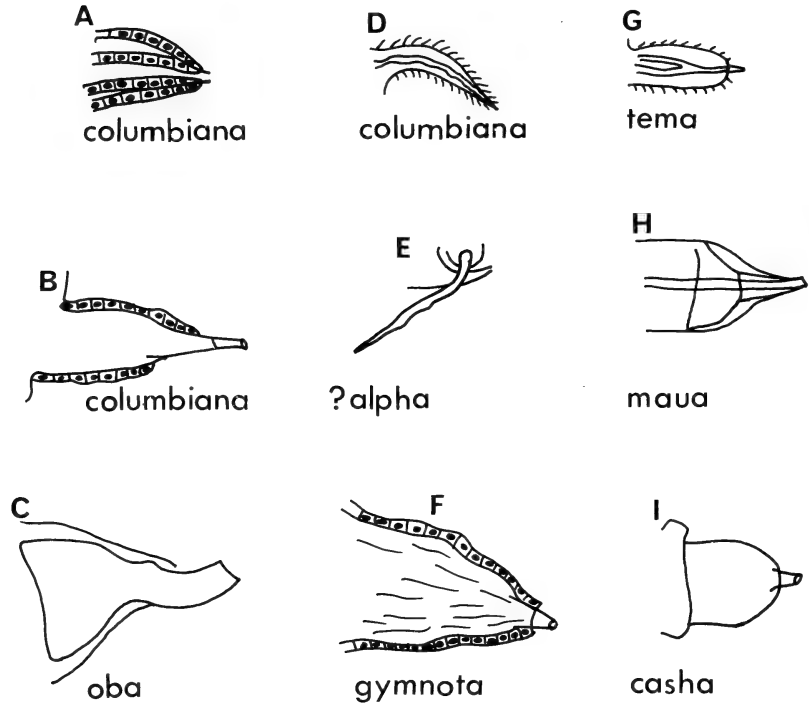 A
columbiana
D
columbiana
G
tema
B
columbiana
E
?alpha
H
maua
C
oba
F
gymnota
I
casha